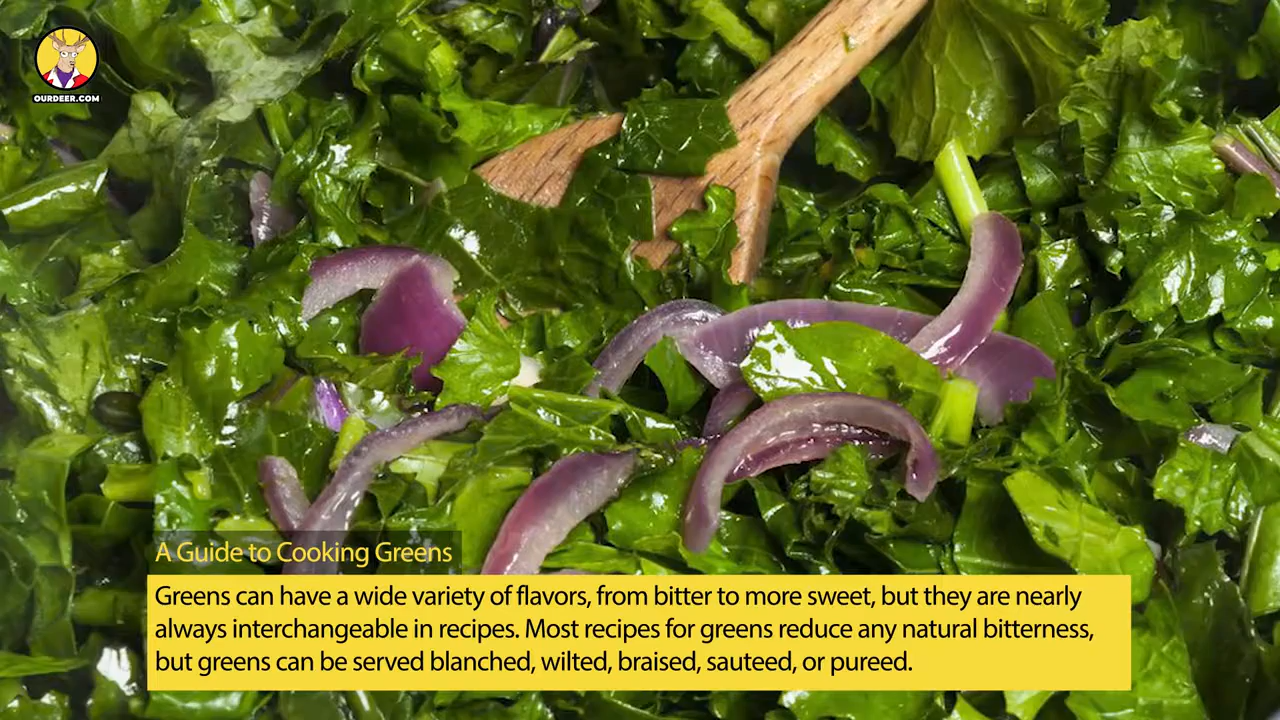 OURDEER.COM
A Guide to Cooking Greens
Greens can have a wide variety of flavors, from bitter to more sweet, but they are nearly
always interchangeable in recipes. Most recipes for greens reduce any natural bitterness,
but greens can be served blanched, wilted, braised, sauteed, or pureed.